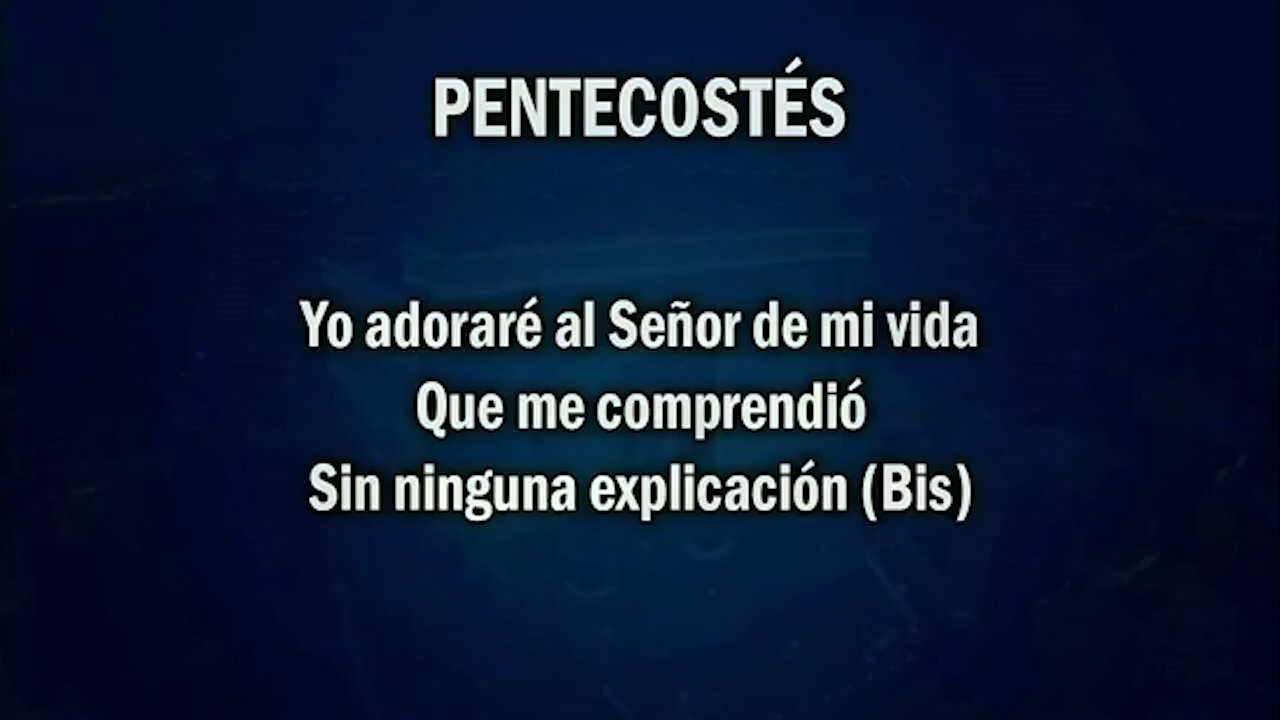 PENTECOSTÉS
Yo adoraré al Señor de mi vida
Que me comprendió
Sin ninguna explicación (Bis)